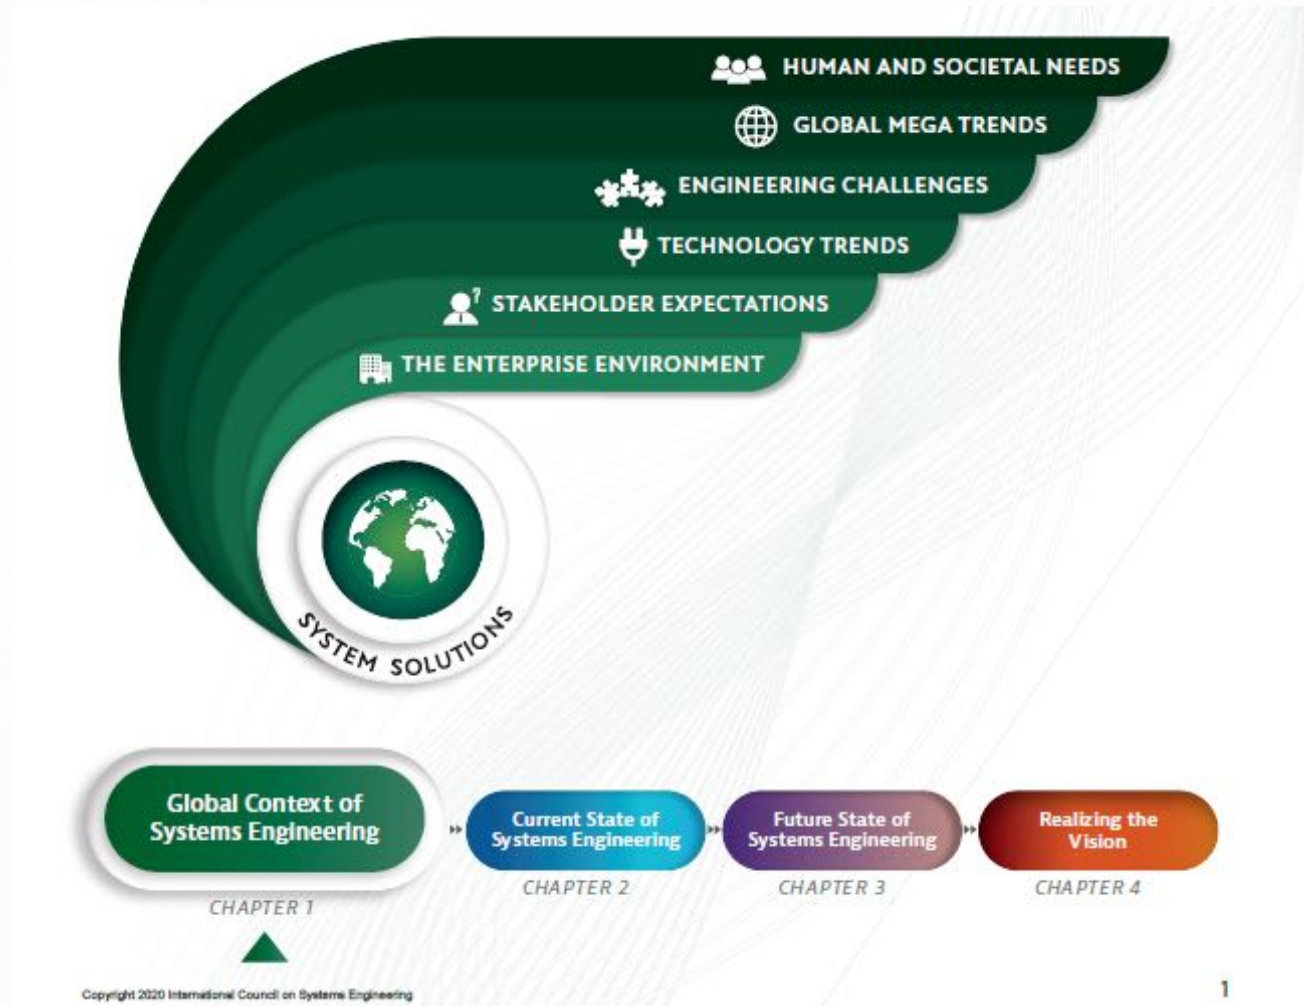 HUMAN AND SOCIETAL NEEDS
GLOBAL MEGA TRENDS
ENGINEERING CHALLENGES
TECHNOLOGY TRENDS
?
STAKEHOLDER EXPECTATIONS
THE ENTERPRISE ENVIRONMENT
SYSTEM SOLUTIONS
Global Context of
Systems Engineering
CHAPTER 1
Current State of
Systems Engineering
CHAPTER 2
Future State of
Systems Engineering
CHAPTER 3
Realizing the
Vision
CHAPTER 4
Copyright 2020 International Council on Systems Engineering
1